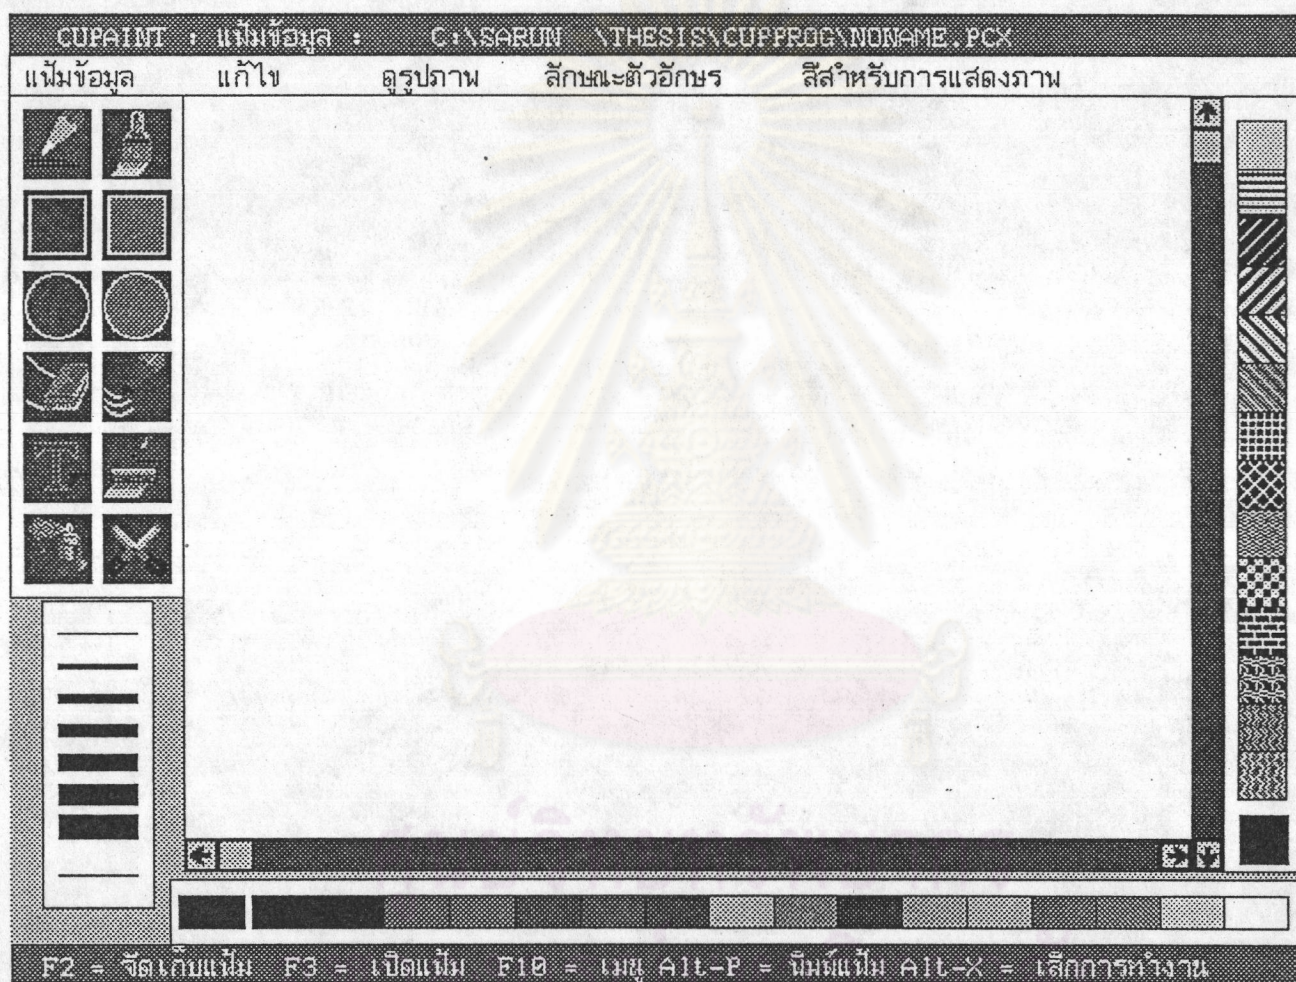 CUPAINT : แฟ้มข้อมูล : C:\SARUN \THESIS\CUPPROG\NONAME.PCX
แฟ้มข้อมูล แก้ไข ดูรูปภาพ ลักษณะตัวอักษร สีสำหรับการแสดงภาพ
T
F2 = จัดเก็บแฟ้ม F3 = เปิดแฟ้ม F10 = เมนู Alt-P = พิมพ์แฟ้ม Alt-X = เลิกการทำงาน